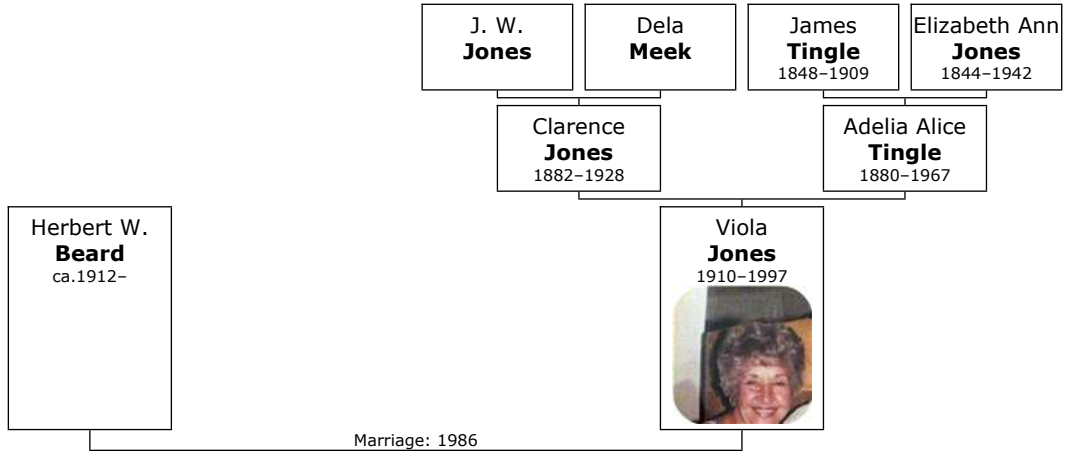 J. W.
Jones
Dela
Meek
James
Tingle
1848–1909
Elizabeth Ann
Jones
1844–1942
Clarence
Jones
1882–1928
Adelia Alice
Tingle
1880–1967
Herbert W.
Beard
ca.1912–
Viola
Jones
1910–1997
Marriage: 1986